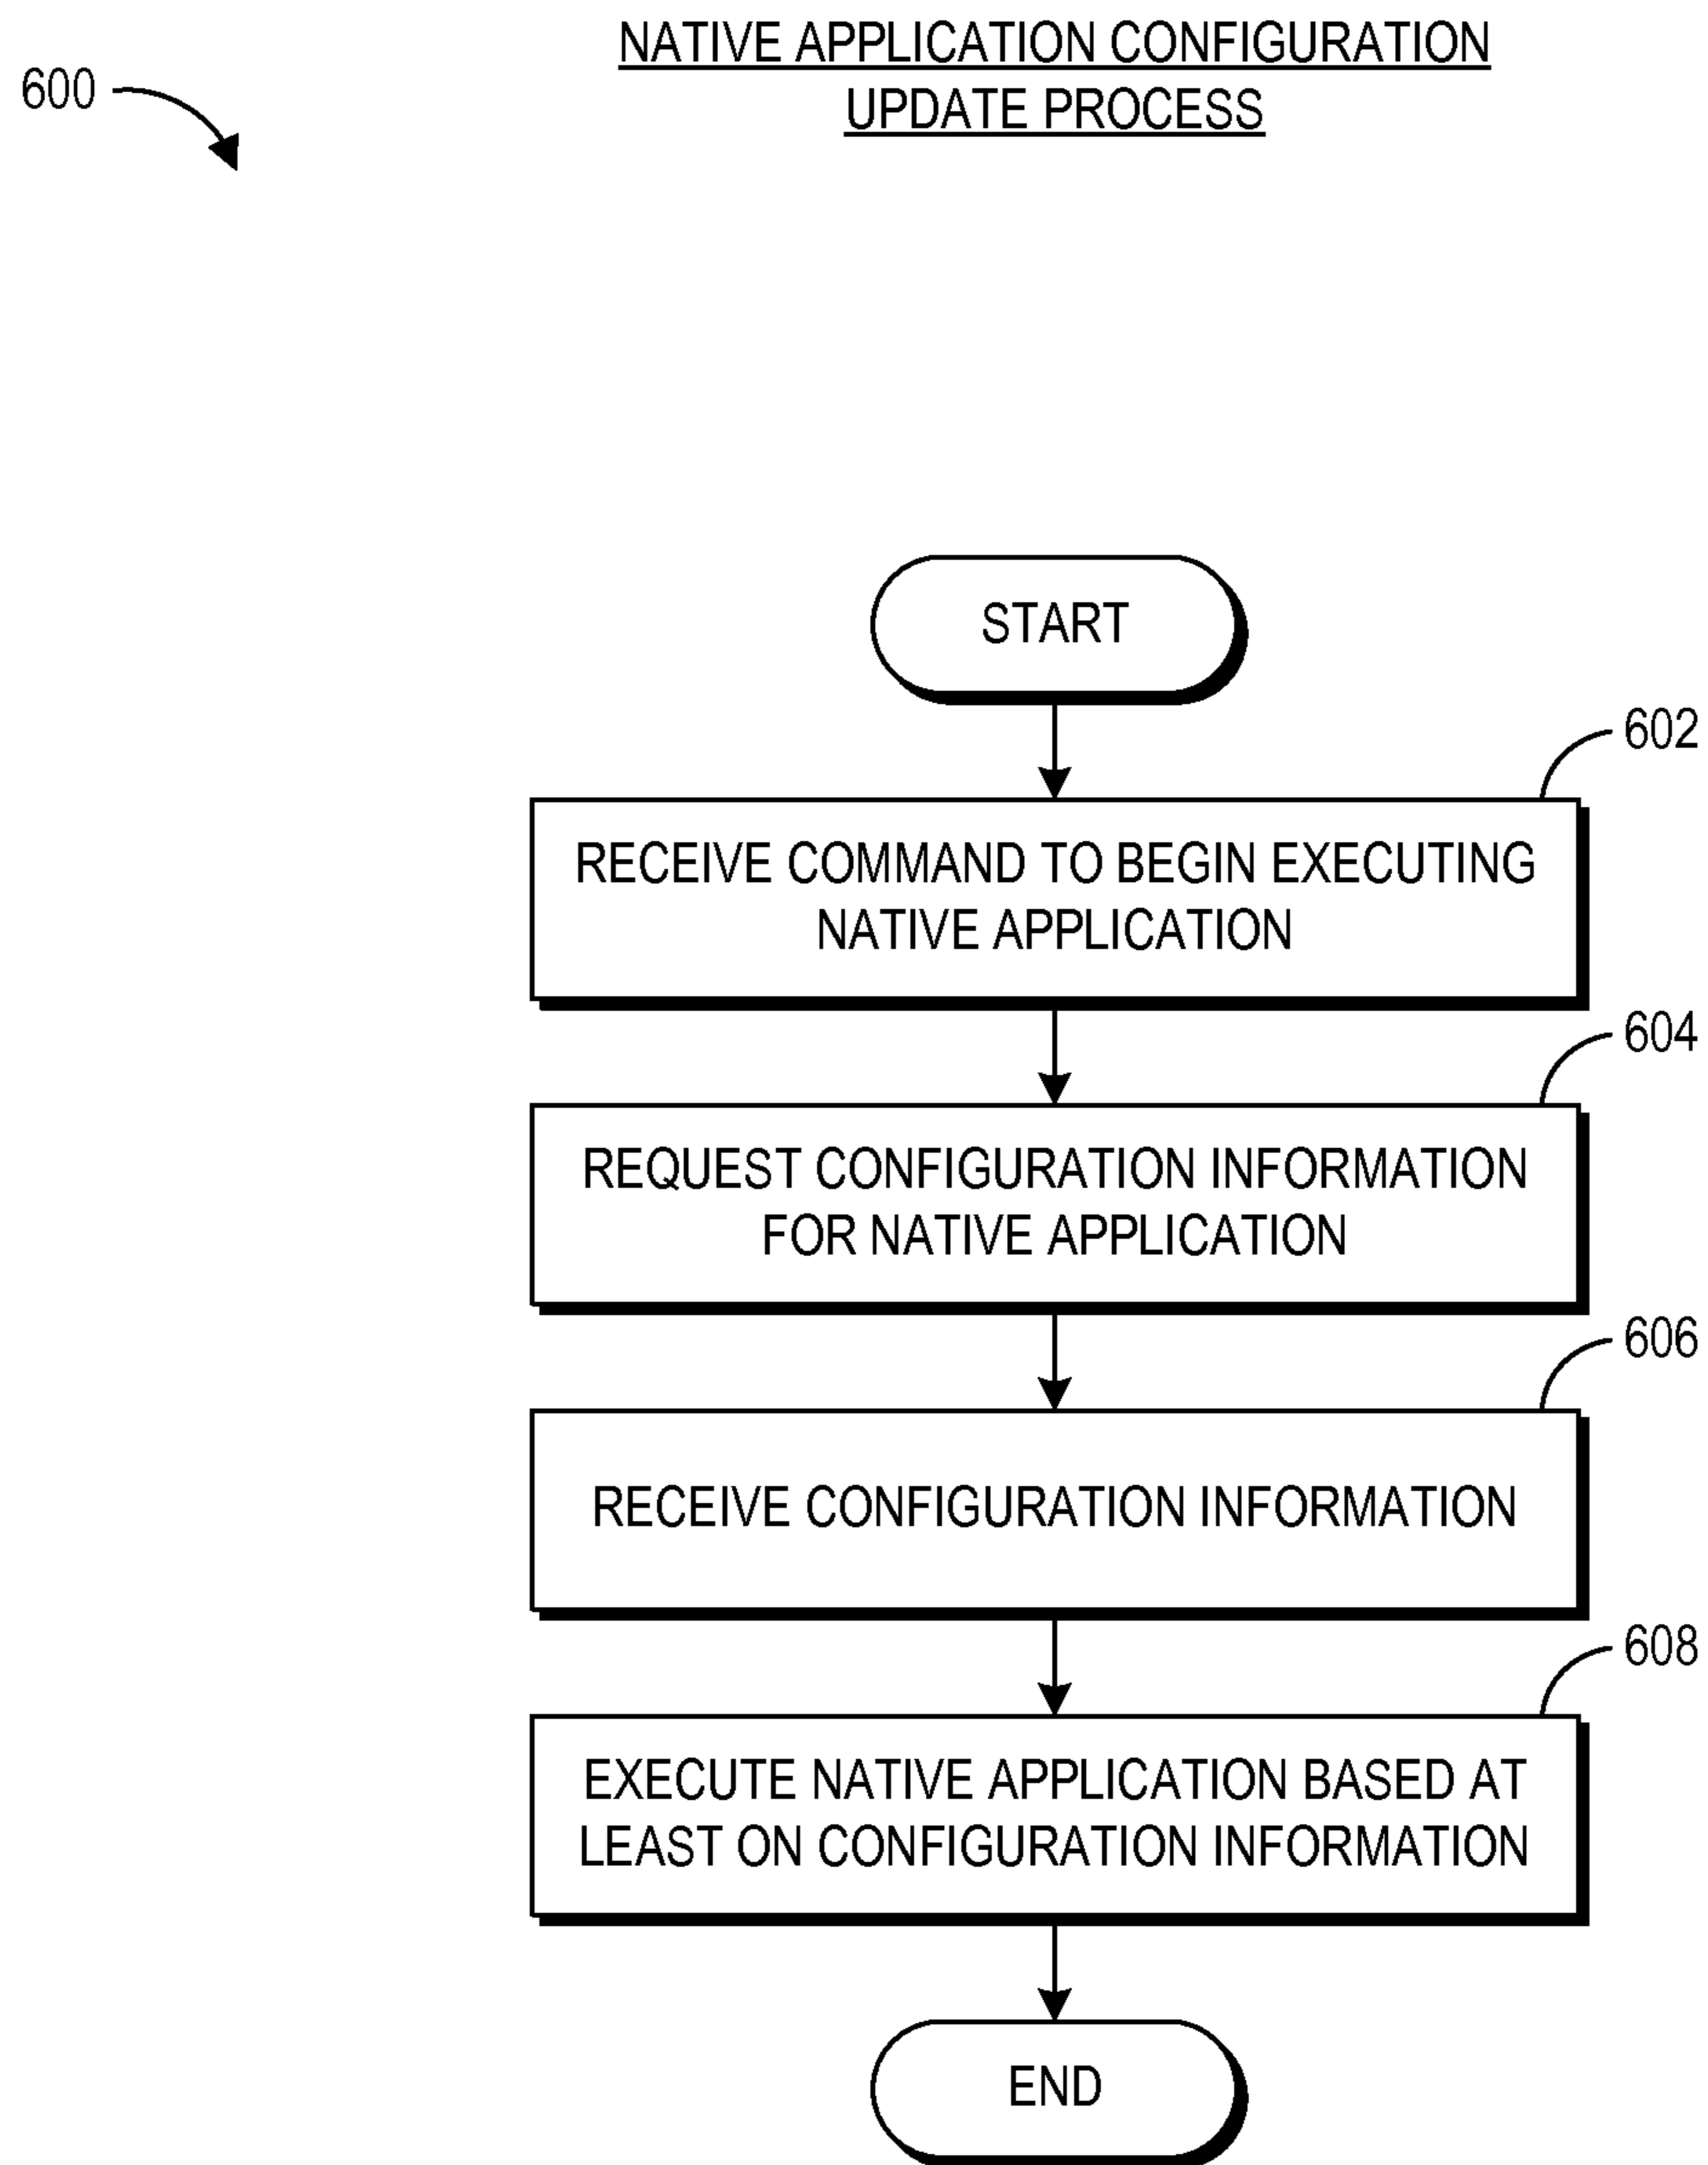 NATIVE APPLICATION CONFIGURATION
UPDATE PROCESS
600
START
602
RECEIVE COMMAND TO BEGIN EXECUTING
NATIVE APPLICATION
604
REQUEST CONFIGURATION INFORMATION
FOR NATIVE APPLICATION
606
RECEIVE CONFIGURATION INFORMATION
608
EXECUTE NATIVE APPLICATION BASED AT
LEAST ON CONFIGURATION INFORMATION
END